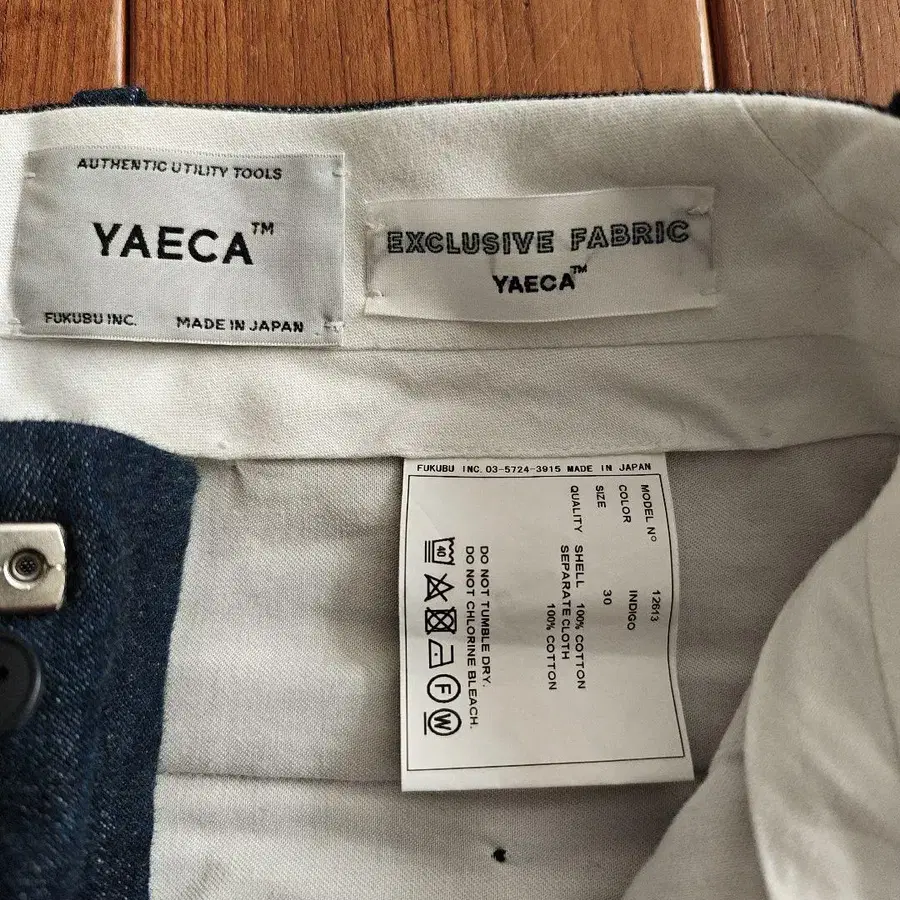 AUTHENTIC UTILITY TOOLS
YAECA™
FUKUBU INC. MADE IN JAPAN
EXCLUSIVE FABRIC
YAECA™
FUKUBU INC. 03-5724-3915 MADE IN JAPAN
MODEL Nº 12613
COLOR INDIGO
SIZE 30
QUALITY SHELL 100% COTTON
SEPARATE CLOTH
100% COTTON
DO NOT TUMBLE DRY.
DO NOT CHLORINE BLEACH.
40
F
W